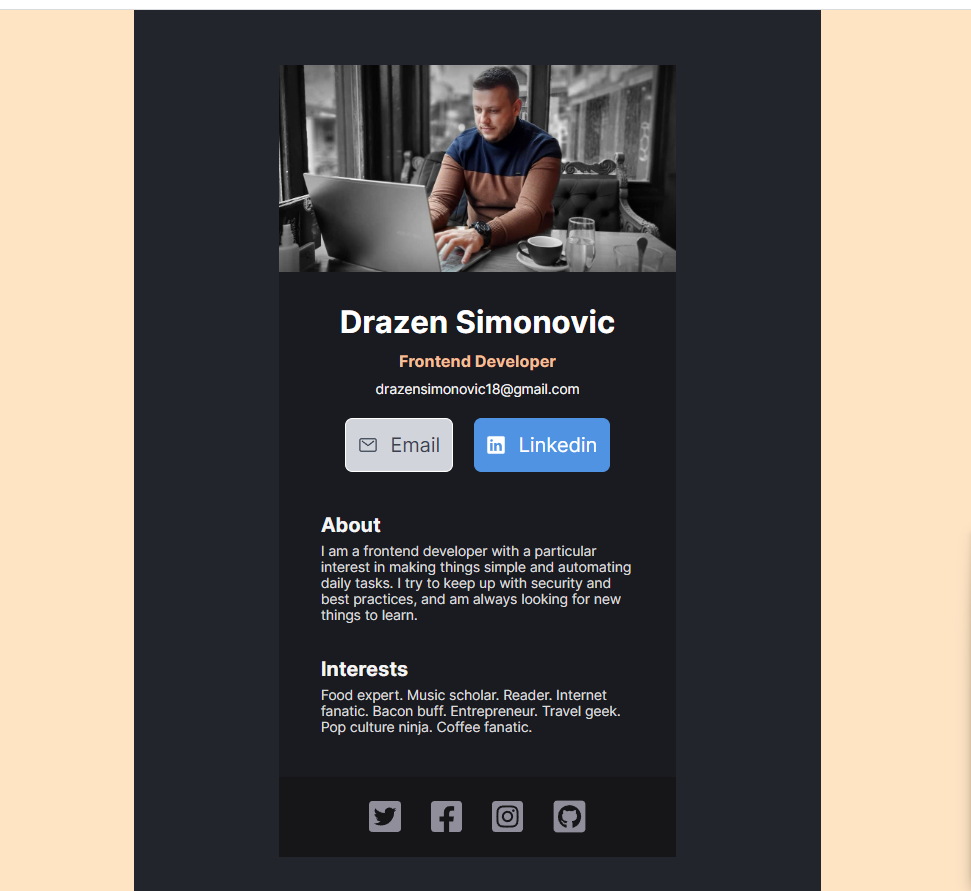 Drazen Simonovic
Frontend Developer
drazensimonovic18@gmail.com
Email
Linkedin
About
I am a frontend developer with a particular
interest in making things simple and automating
daily tasks. I try to keep up with security and
best practices, and am always looking for new
things to learn.
Interests
Food expert. Music scholar. Reader. Internet
fanatic. Bacon buff. Entrepreneur. Travel geek.
Pop culture ninja. Coffee fanatic.